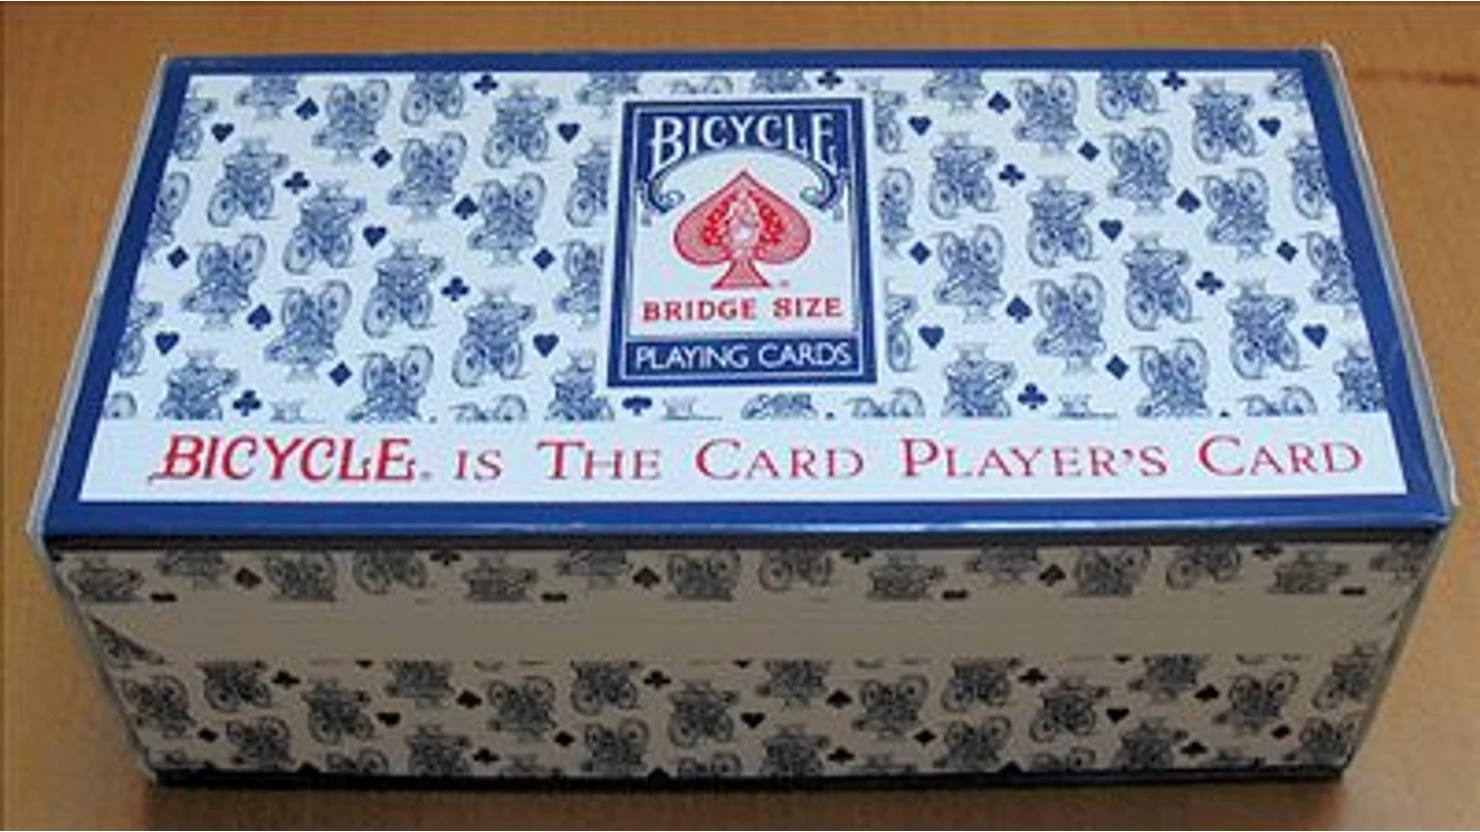 BICYCLE
BRIDGE SIZE
PLAYING CARDS
BICYCLE® IS THE CARD PLAYER'S CARD